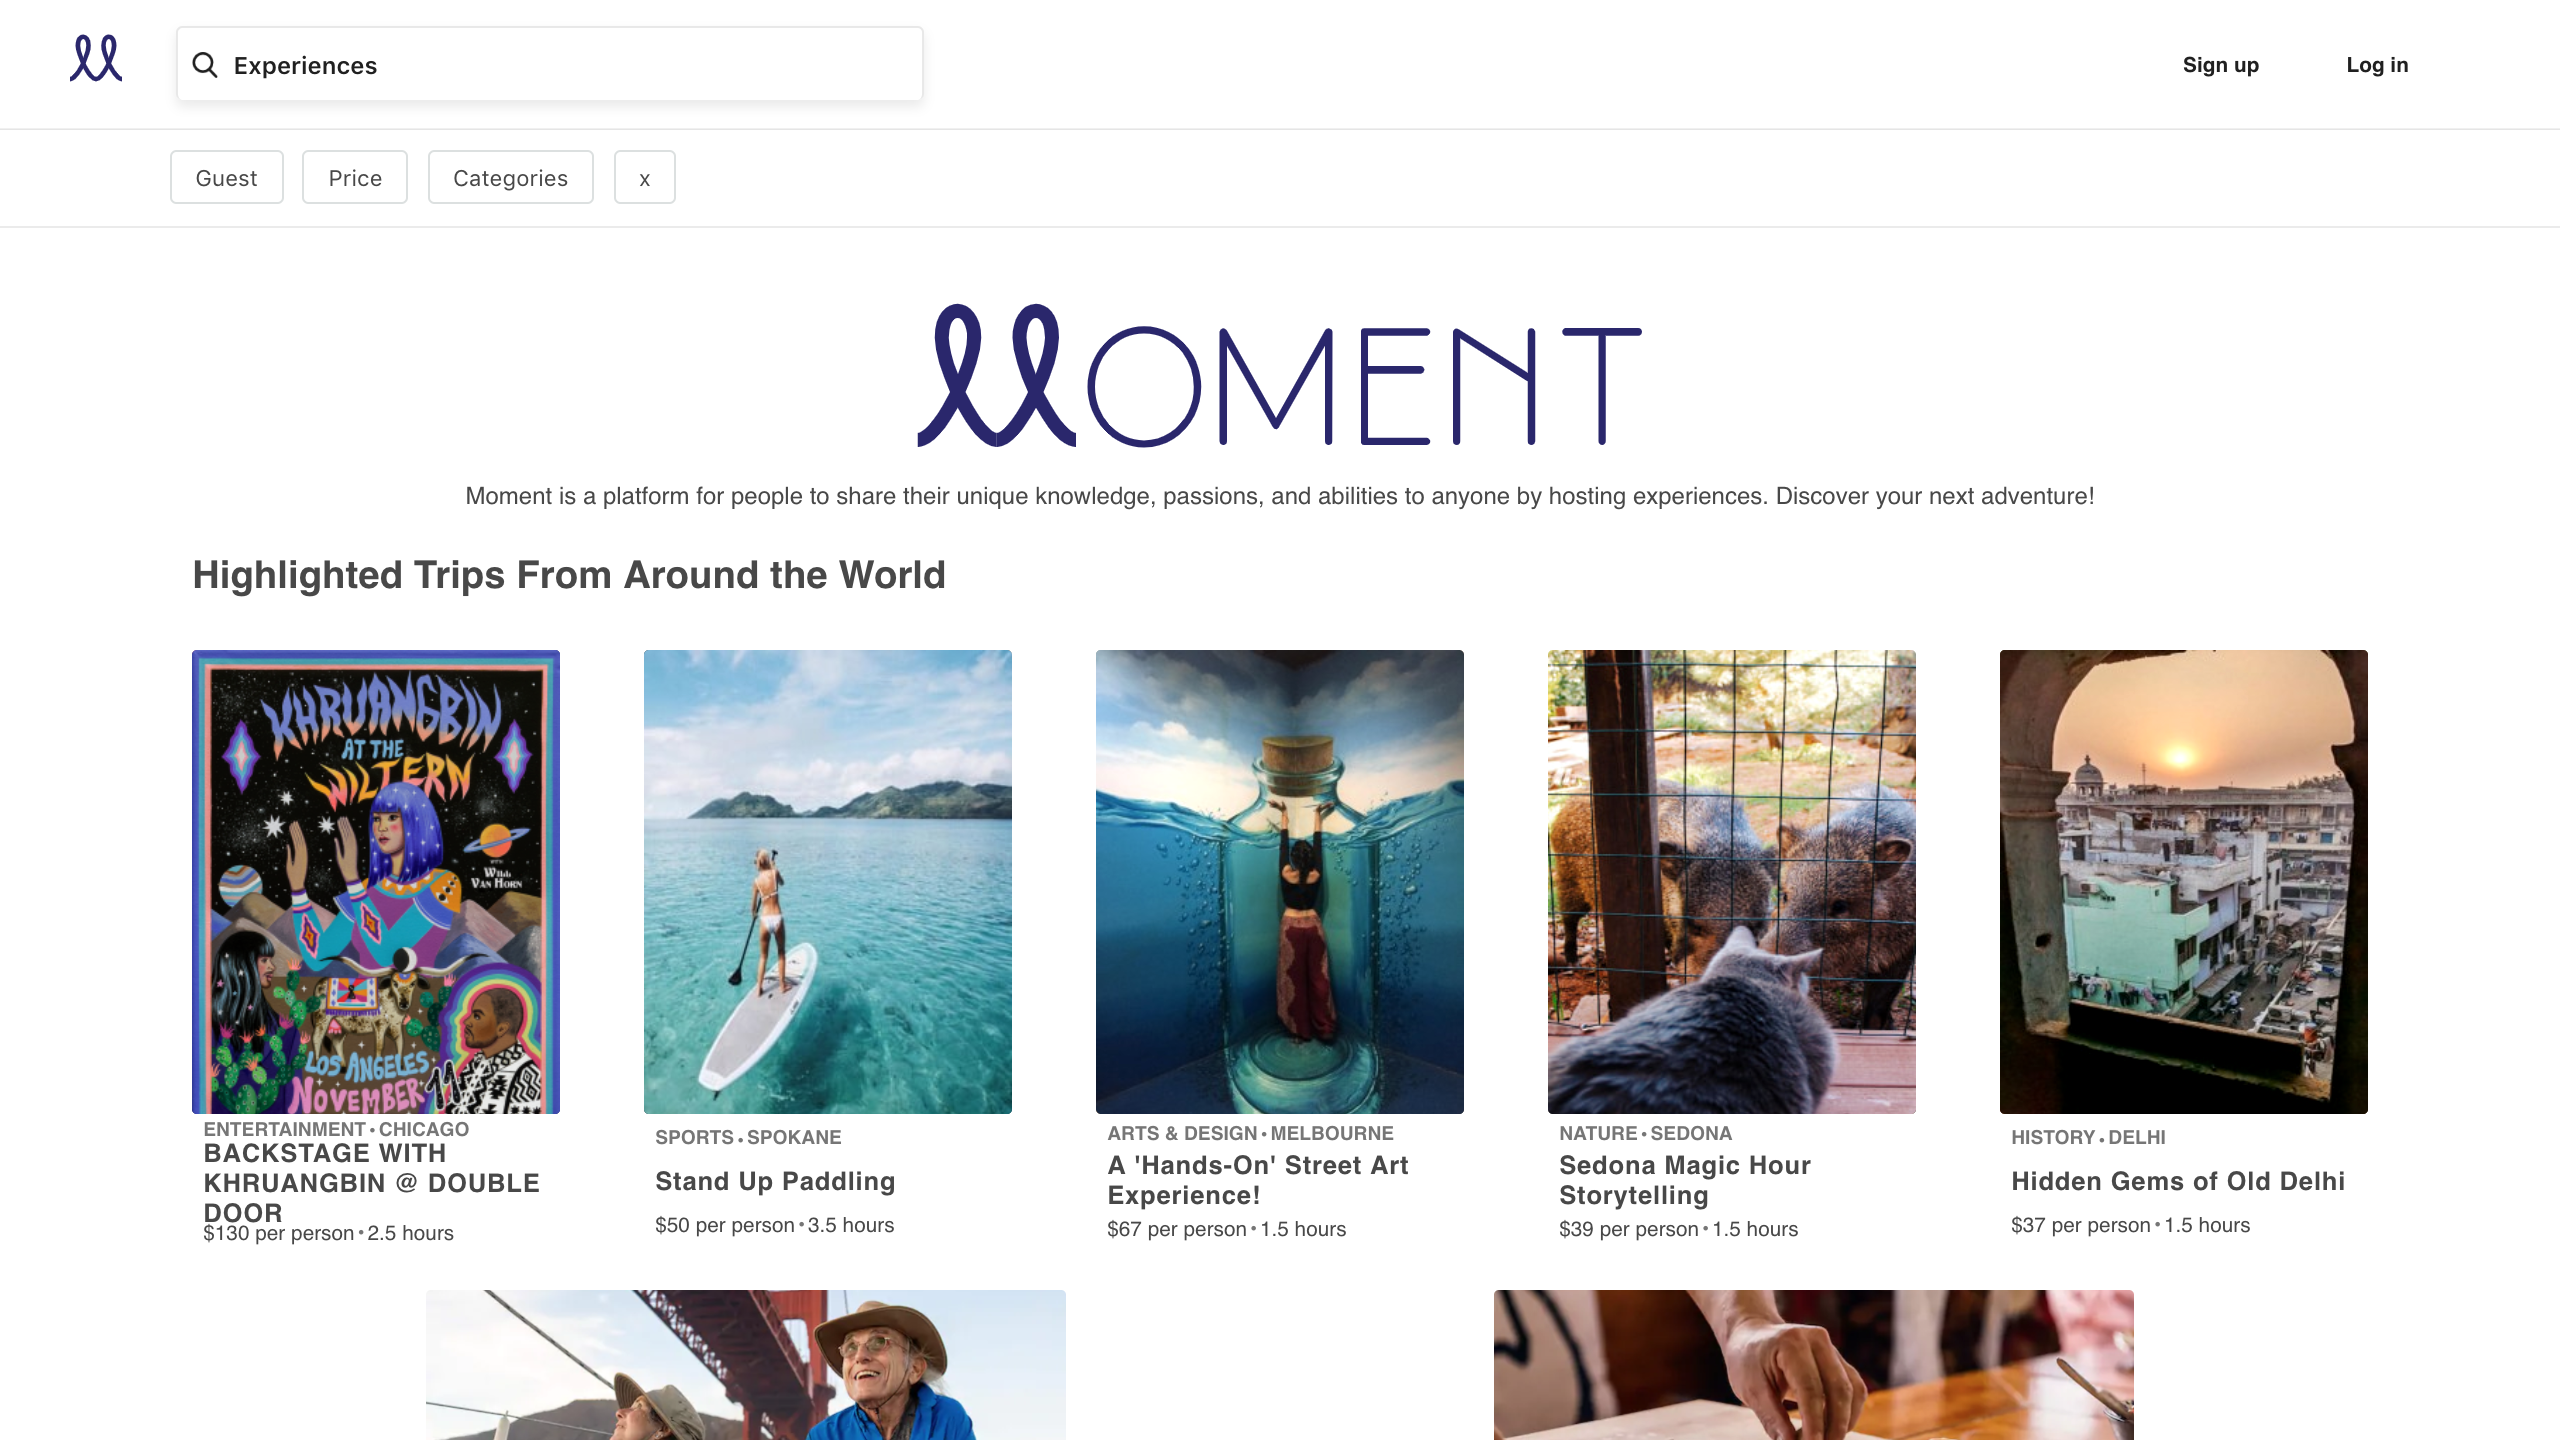 Experiences
Sign up
Log in
Guest
Price
Categories
x
MOMENT
Moment is a platform for people to share their unique knowledge, passions, and abilities to anyone by hosting experiences. Discover your next adventure!
Highlighted Trips From Around the World
KHRUANGBIN
AT THE
WILTERN
WITH
WILL
VAN HORN
LOS ANGELES
NOVEMBER 11
ENTERTAINMENT • CHICAGO
BACKSTAGE WITH
KHRUANGBIN @ DOUBLE
DOOR
$130 per person • 2.5 hours
SPORTS • SPOKANE
Stand Up Paddling
$50 per person • 3.5 hours
ARTS & DESIGN • MELBOURNE
A 'Hands-On' Street Art
Experience!
$67 per person • 1.5 hours
NATURE • SEDONA
Sedona Magic Hour
Storytelling
$39 per person • 1.5 hours
HISTORY • DELHI
Hidden Gems of Old Delhi
$37 per person • 1.5 hours